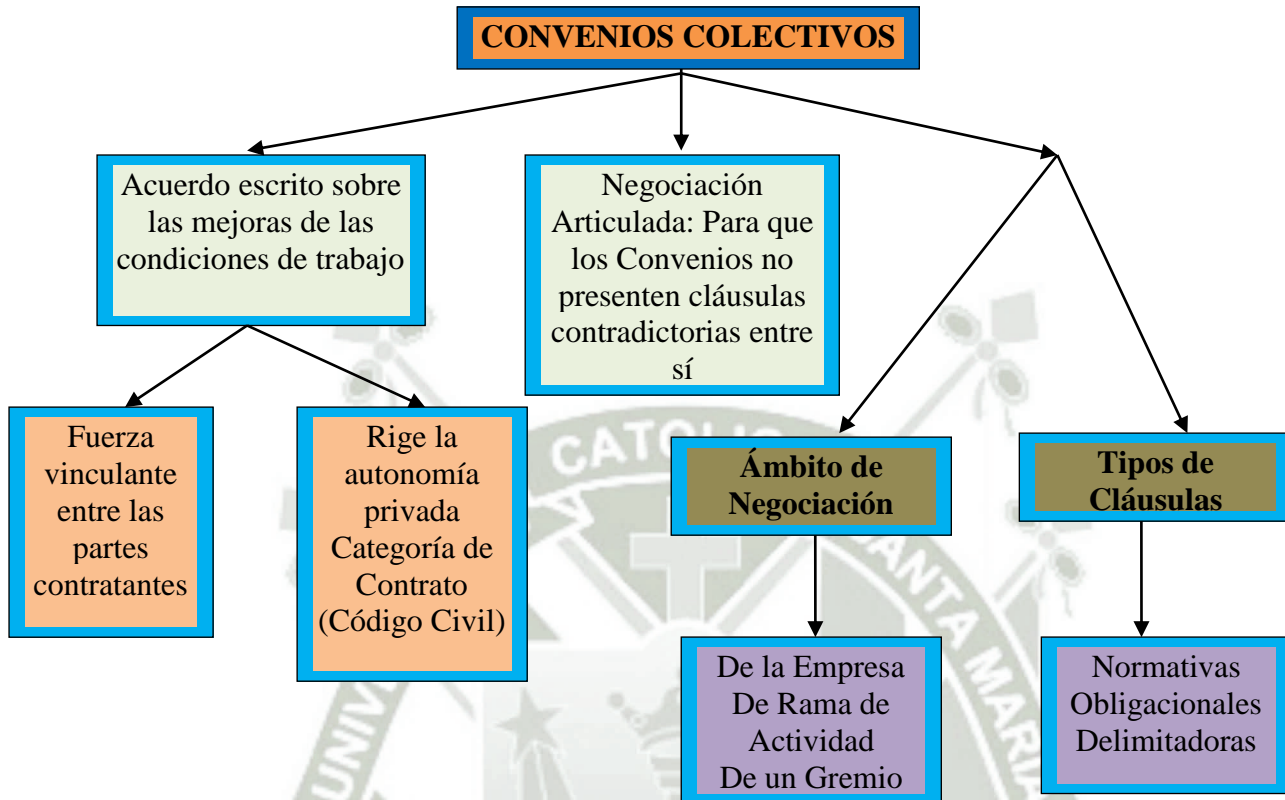 CONVENIOS COLECTIVOS
Acuerdo escrito sobre
las mejoras de las
condiciones de trabajo
Negociación
Articulada: Para que
los Convenios no
presenten cláusulas
contradictorias entre
sí
Fuerza
vinculante
entre las
partes
contratantes
Rige la
autonomía
privada
Categoría de
Contrato
(Código Civil)
Ámbito de
Negociación
Tipos de
Cláusulas
De la Empresa
De Rama de
Actividad
De un Gremio
Normativas
Obligacionales
Delimitadoras
SANTA MARIA